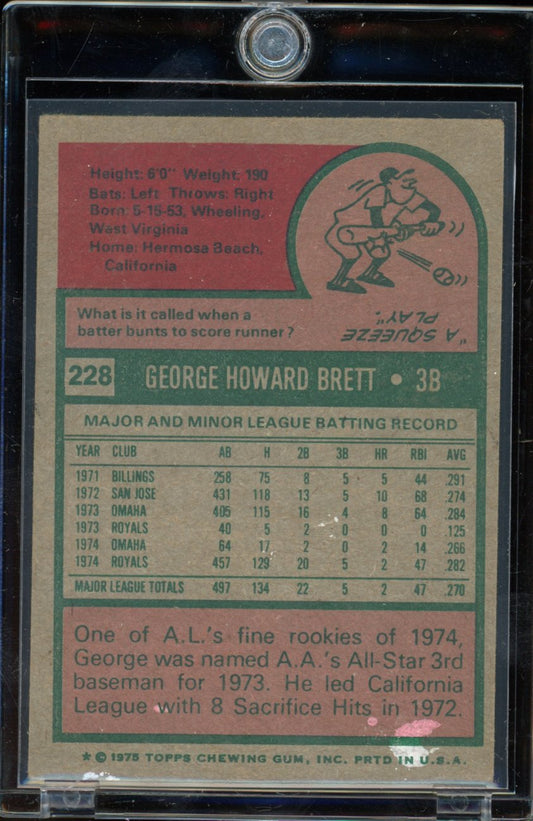 Height: 6'0" Weight: 190
Bats: Left Throws: Right
Born: 5-15-53, Wheeling,
West Virginia
Home: Hermosa Beach,
California
What is it called when a
batter bunts to score runner?
"A SQUEEZE
PLAY".
228 GEORGE HOWARD BRETT • 3B
MAJOR AND MINOR LEAGUE BATTING RECORD
YEAR CLUB AB H 2B 3B HR RBI AVG
1971 BILLINGS 258 75 8 5 5 44 .291
1972 SAN JOSE 431 118 13 5 10 68 .274
1973 OMAHA 405 115 16 4 8 64 .284
1973 ROYALS 40 5 2 0 0 0 .125
1974 OMAHA 64 17 2 0 2 14 .266
1974 ROYALS 457 129 20 5 2 47 .282
MAJOR LEAGUE TOTALS 497 134 22 5 2 47 .270
One of A.L.'s fine rookies of 1974,
George was named A.A.'s All-Star 3rd
baseman for 1973. He led California
League with 8 Sacrifice Hits in 1972.
* © 1975 TOPPS CHEWING GUM, INC. PRTD IN U.S.A.